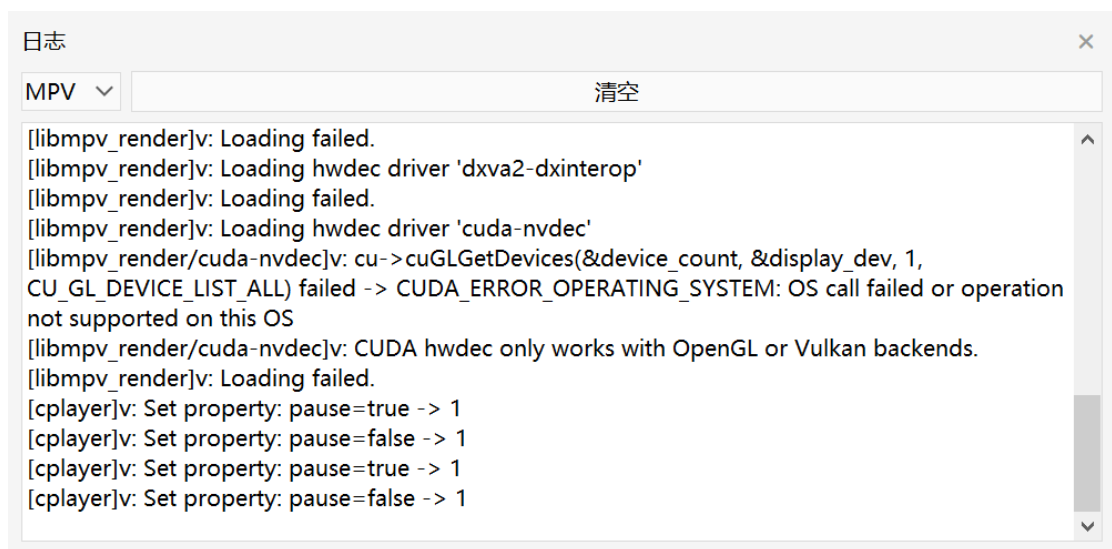 日志
MPV
清空
[libmpv_render]v: Loading failed.
[libmpv_render]v: Loading hwdec driver 'dxva2-dxinterop'
[libmpv_render]v: Loading failed.
[libmpv_render]v: Loading hwdec driver 'cuda-nvdec'
[libmpv_render/cuda-nvdec]v: cu->cuGLGetDevices(&device_count, &display_dev, 1,
CU_GL_DEVICE_LIST_ALL) failed -> CUDA_ERROR_OPERATING_SYSTEM: OS call failed or operation
not supported on this OS
[libmpv_render/cuda-nvdec]v: CUDA hwdec only works with OpenGL or Vulkan backends.
[libmpv_render]v: Loading failed.
[cplayer]v: Set property: pause=true -> 1
[cplayer]v: Set property: pause=false -> 1
[cplayer]v: Set property: pause=true -> 1
[cplayer]v: Set property: pause=false -> 1